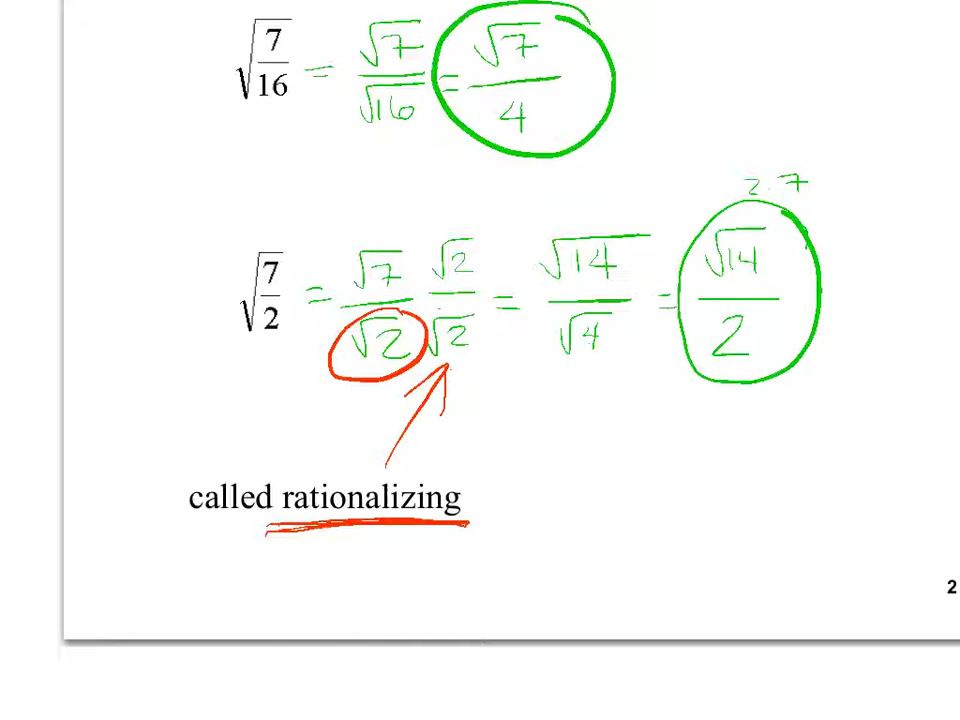 √(7/16) = √7/√16 = √7/4
2·7
√(7/2) = √7/√2 √2/√2 = √14/√4 = √14/2
called rationalizing
2